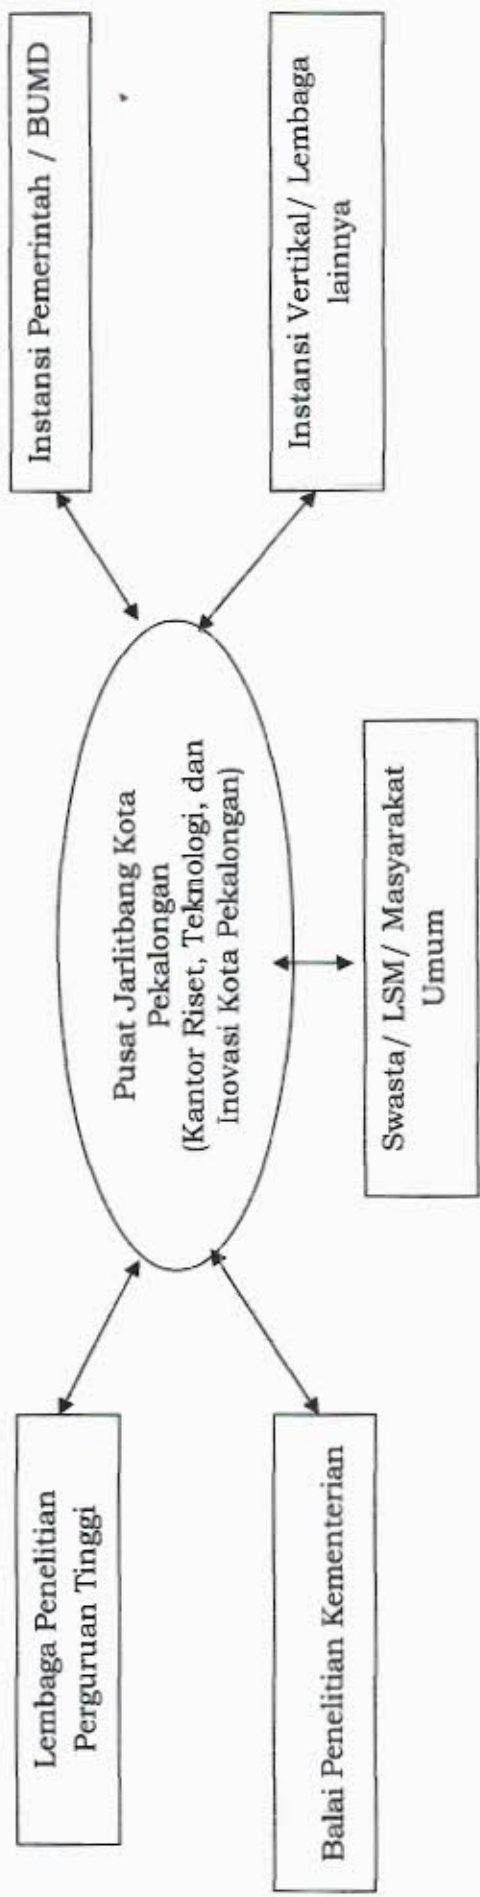 Lembaga Penelitian
Perguruan Tinggi
Instansi Pemerintah / BUMD
Pusat Jarlitbang Kota
Pekalongan
(Kantor Riset, Teknologi, dan
Inovasi Kota Pekalongan)
Balai Penelitian Kementerian
Instansi Vertikal/ Lembaga
lainnya
Swasta/ LSM/ Masyarakat
Umum